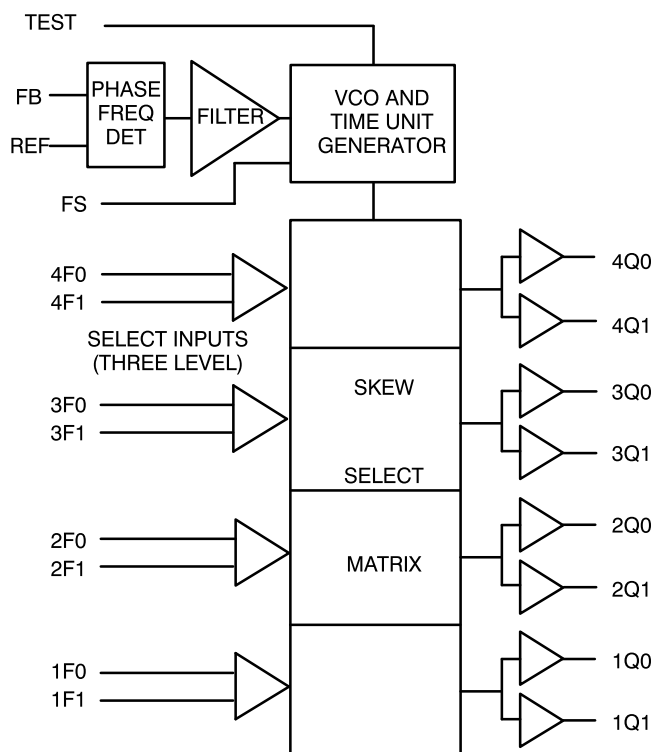 TEST
FB
REF
PHASE
FREQ
DET
FILTER
VCO AND
TIME UNIT
GENERATOR
FS
4F0
4F1
SELECT INPUTS
(THREE LEVEL)
3F0
3F1
2F0
2F1
1F0
1F1
SKEW
SELECT
MATRIX
4Q0
4Q1
3Q0
3Q1
2Q0
2Q1
1Q0
1Q1